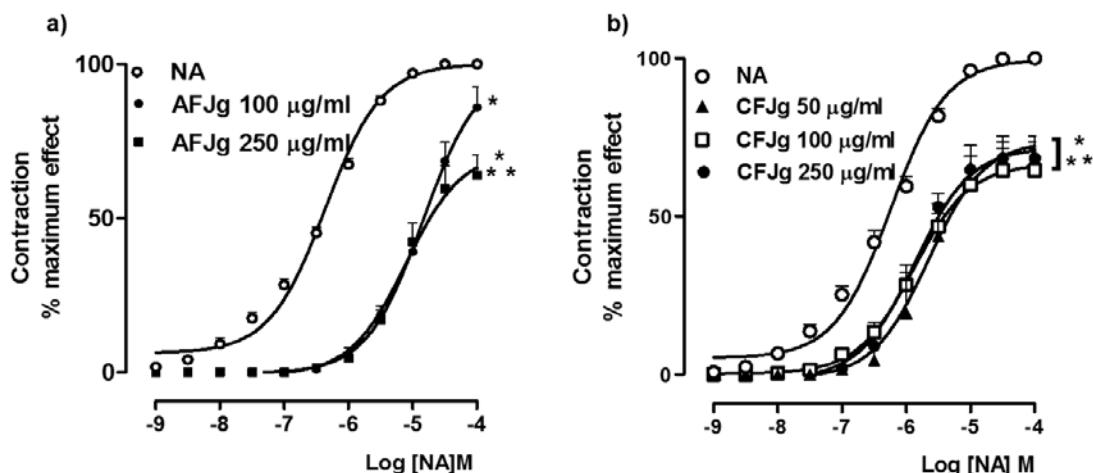 a)
100
50
0
Contraction
% maximum effect
NA
AFJg 100 µg/ml
AFJg 250 µg/ml
*
*
* *
-9 -8 -7 -6 -5 -4
Log [NA]M
b)
100
50
0
Contraction
% maximum effect
NA
CFJg 50 µg/ml
CFJg 100 µg/ml
CFJg 250 µg/ml
*
* *
-9 -8 -7 -6 -5 -4
Log [NA] M